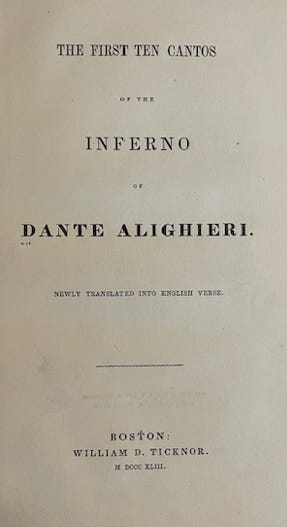 THE FIRST TEN CANTOS
OF THE
INFERNO
OF
DANTE ALIGHIERI.
NEWLY TRANSLATED INTO ENGLISH VERSE.
BOSTON:
WILLIAM D. TICKNOR.
M DCCC XLIII.